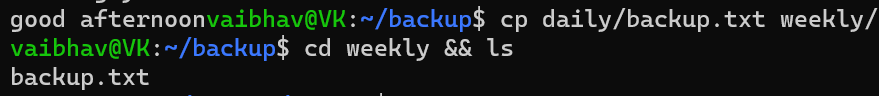 good afternoonvaibhav@VK:~/backup$ cp daily/backup.txt weekly/
vaibhav@VK:~/backup$ cd weekly && ls
backup.txt